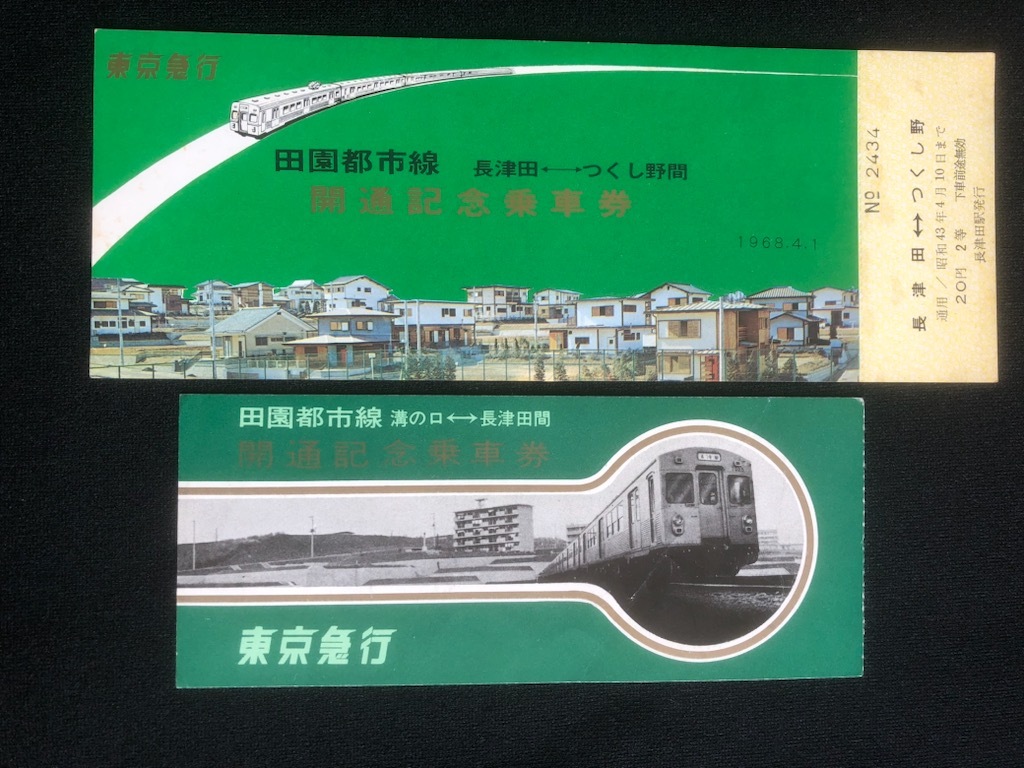 東京急行
田園都市線 長津田←→つくし野間
開通記念乗車券
1968.4.1
№ 2434
長津田↔つくし野
通用/昭和43年4月10日まで
20円 2等 下車前途無効
長津田駅発行
田園都市線 溝の口↔長津田間
開通記念乗車券
東京急行